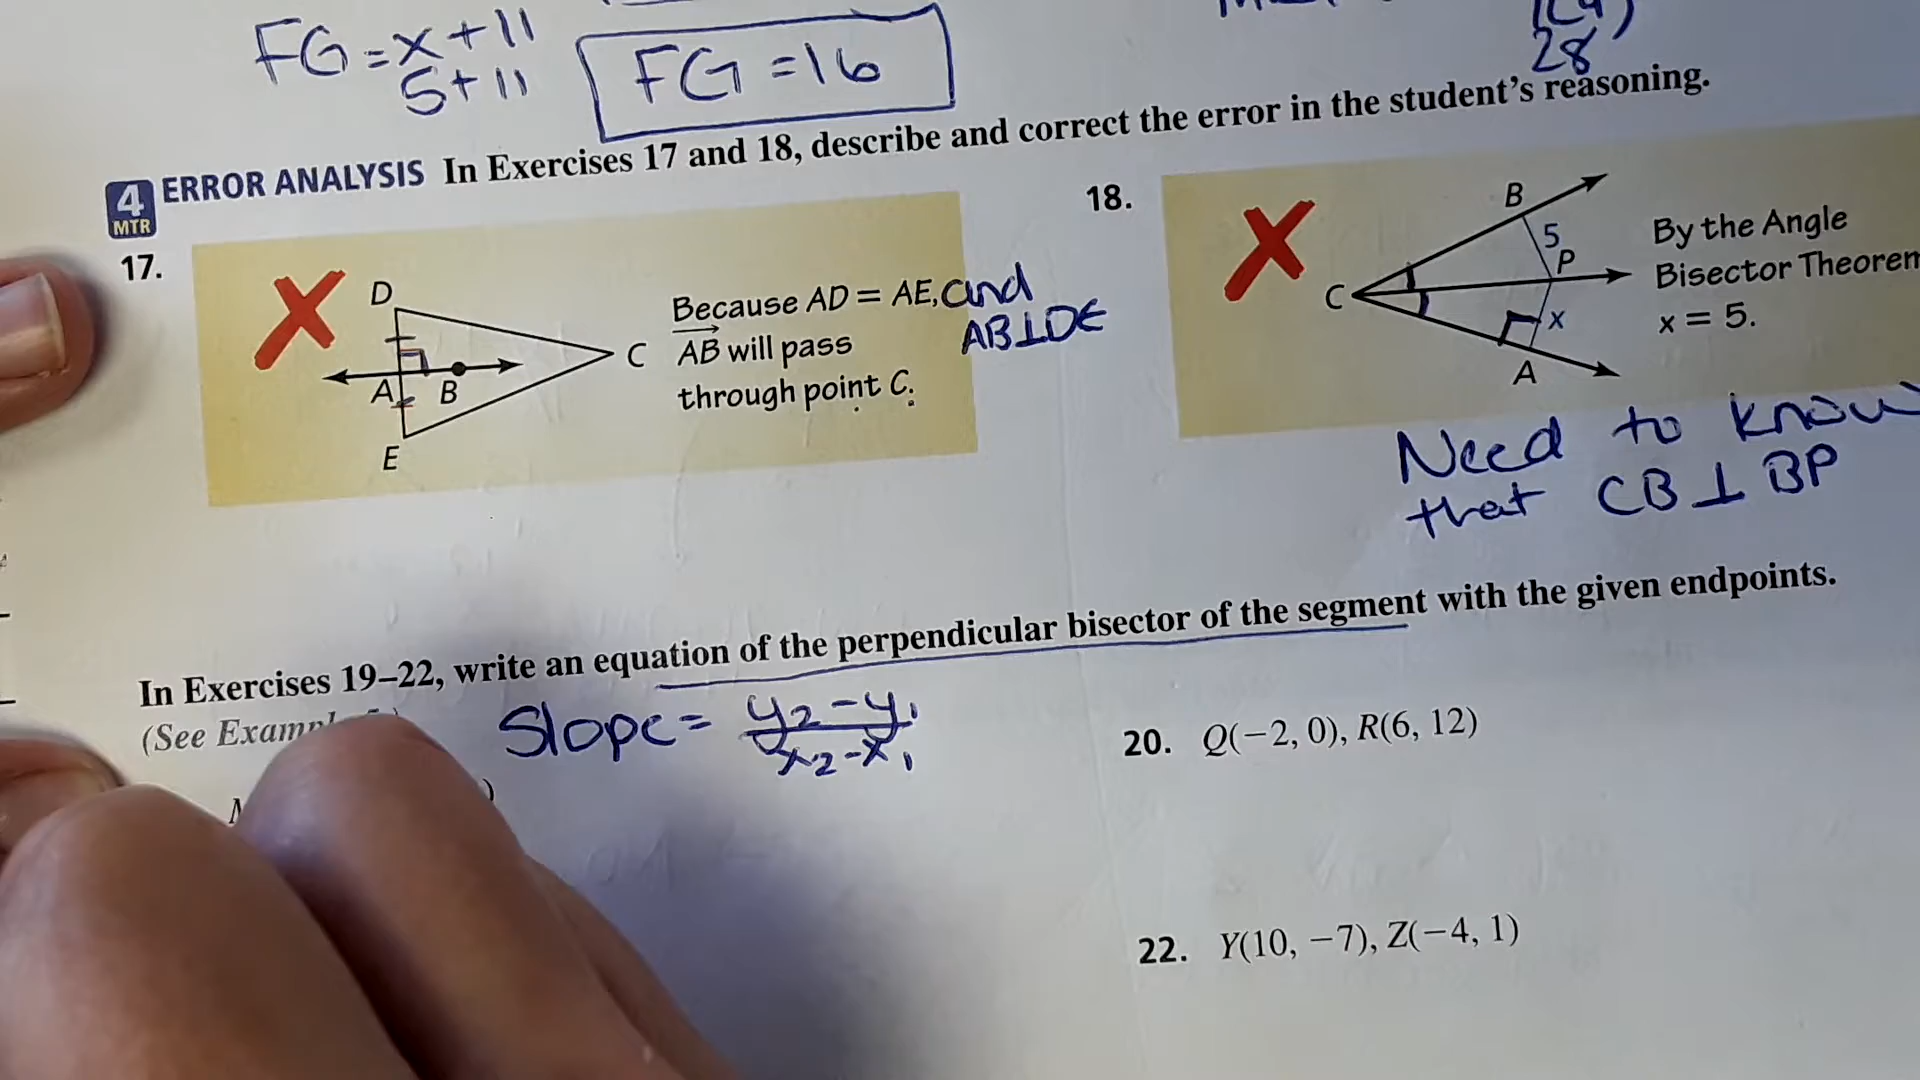 FG = x + 11
5 + 11
FG = 16
28
4
MTR
ERROR ANALYSIS In Exercises 17 and 18, describe and correct the error in the student's reasoning.
17.
D
A
B
C
E
Because AD = AE, and
AB⊥DE
AB will pass
through point C.
18.
B
5
P
C
x
A
By the Angle
Bisector Theorem
x = 5.
Need to know
that CB ⊥ BP
In Exercises 19–22, write an equation of the perpendicular bisector of the segment with the given endpoints.
(See
Slope = y₂ - y₁
x₂ - x₁
20. Q(−2, 0), R(6, 12)
22. Y(10, −7), Z(−4, 1)